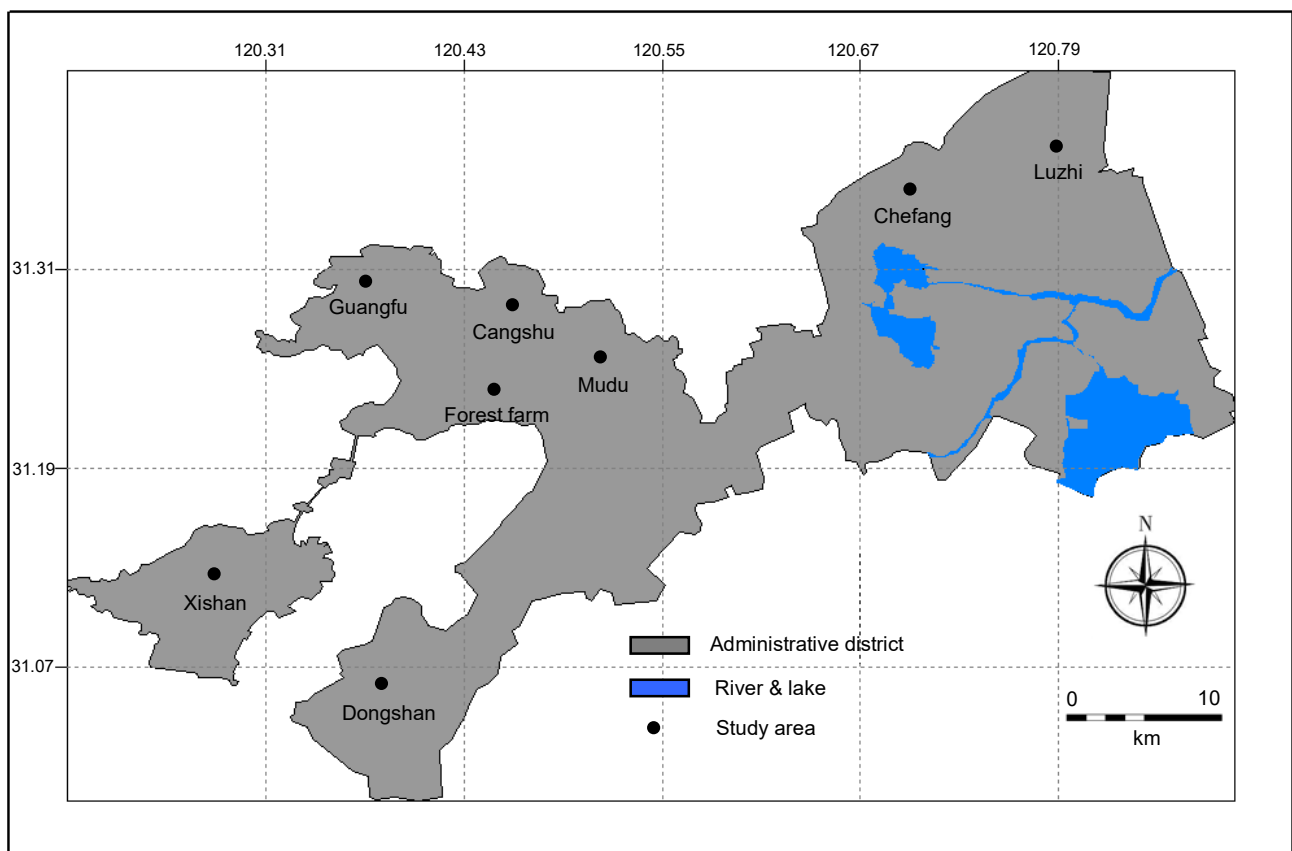 120.31 120.43 120.55 120.67 120.79
Luzhi
Chefang
31.31
Guangfu
Cangshu
Mudu
Forest farm
31.19
N
Xishan
Administrative district
31.07
River & lake
0 10
Dongshan
Study area
km